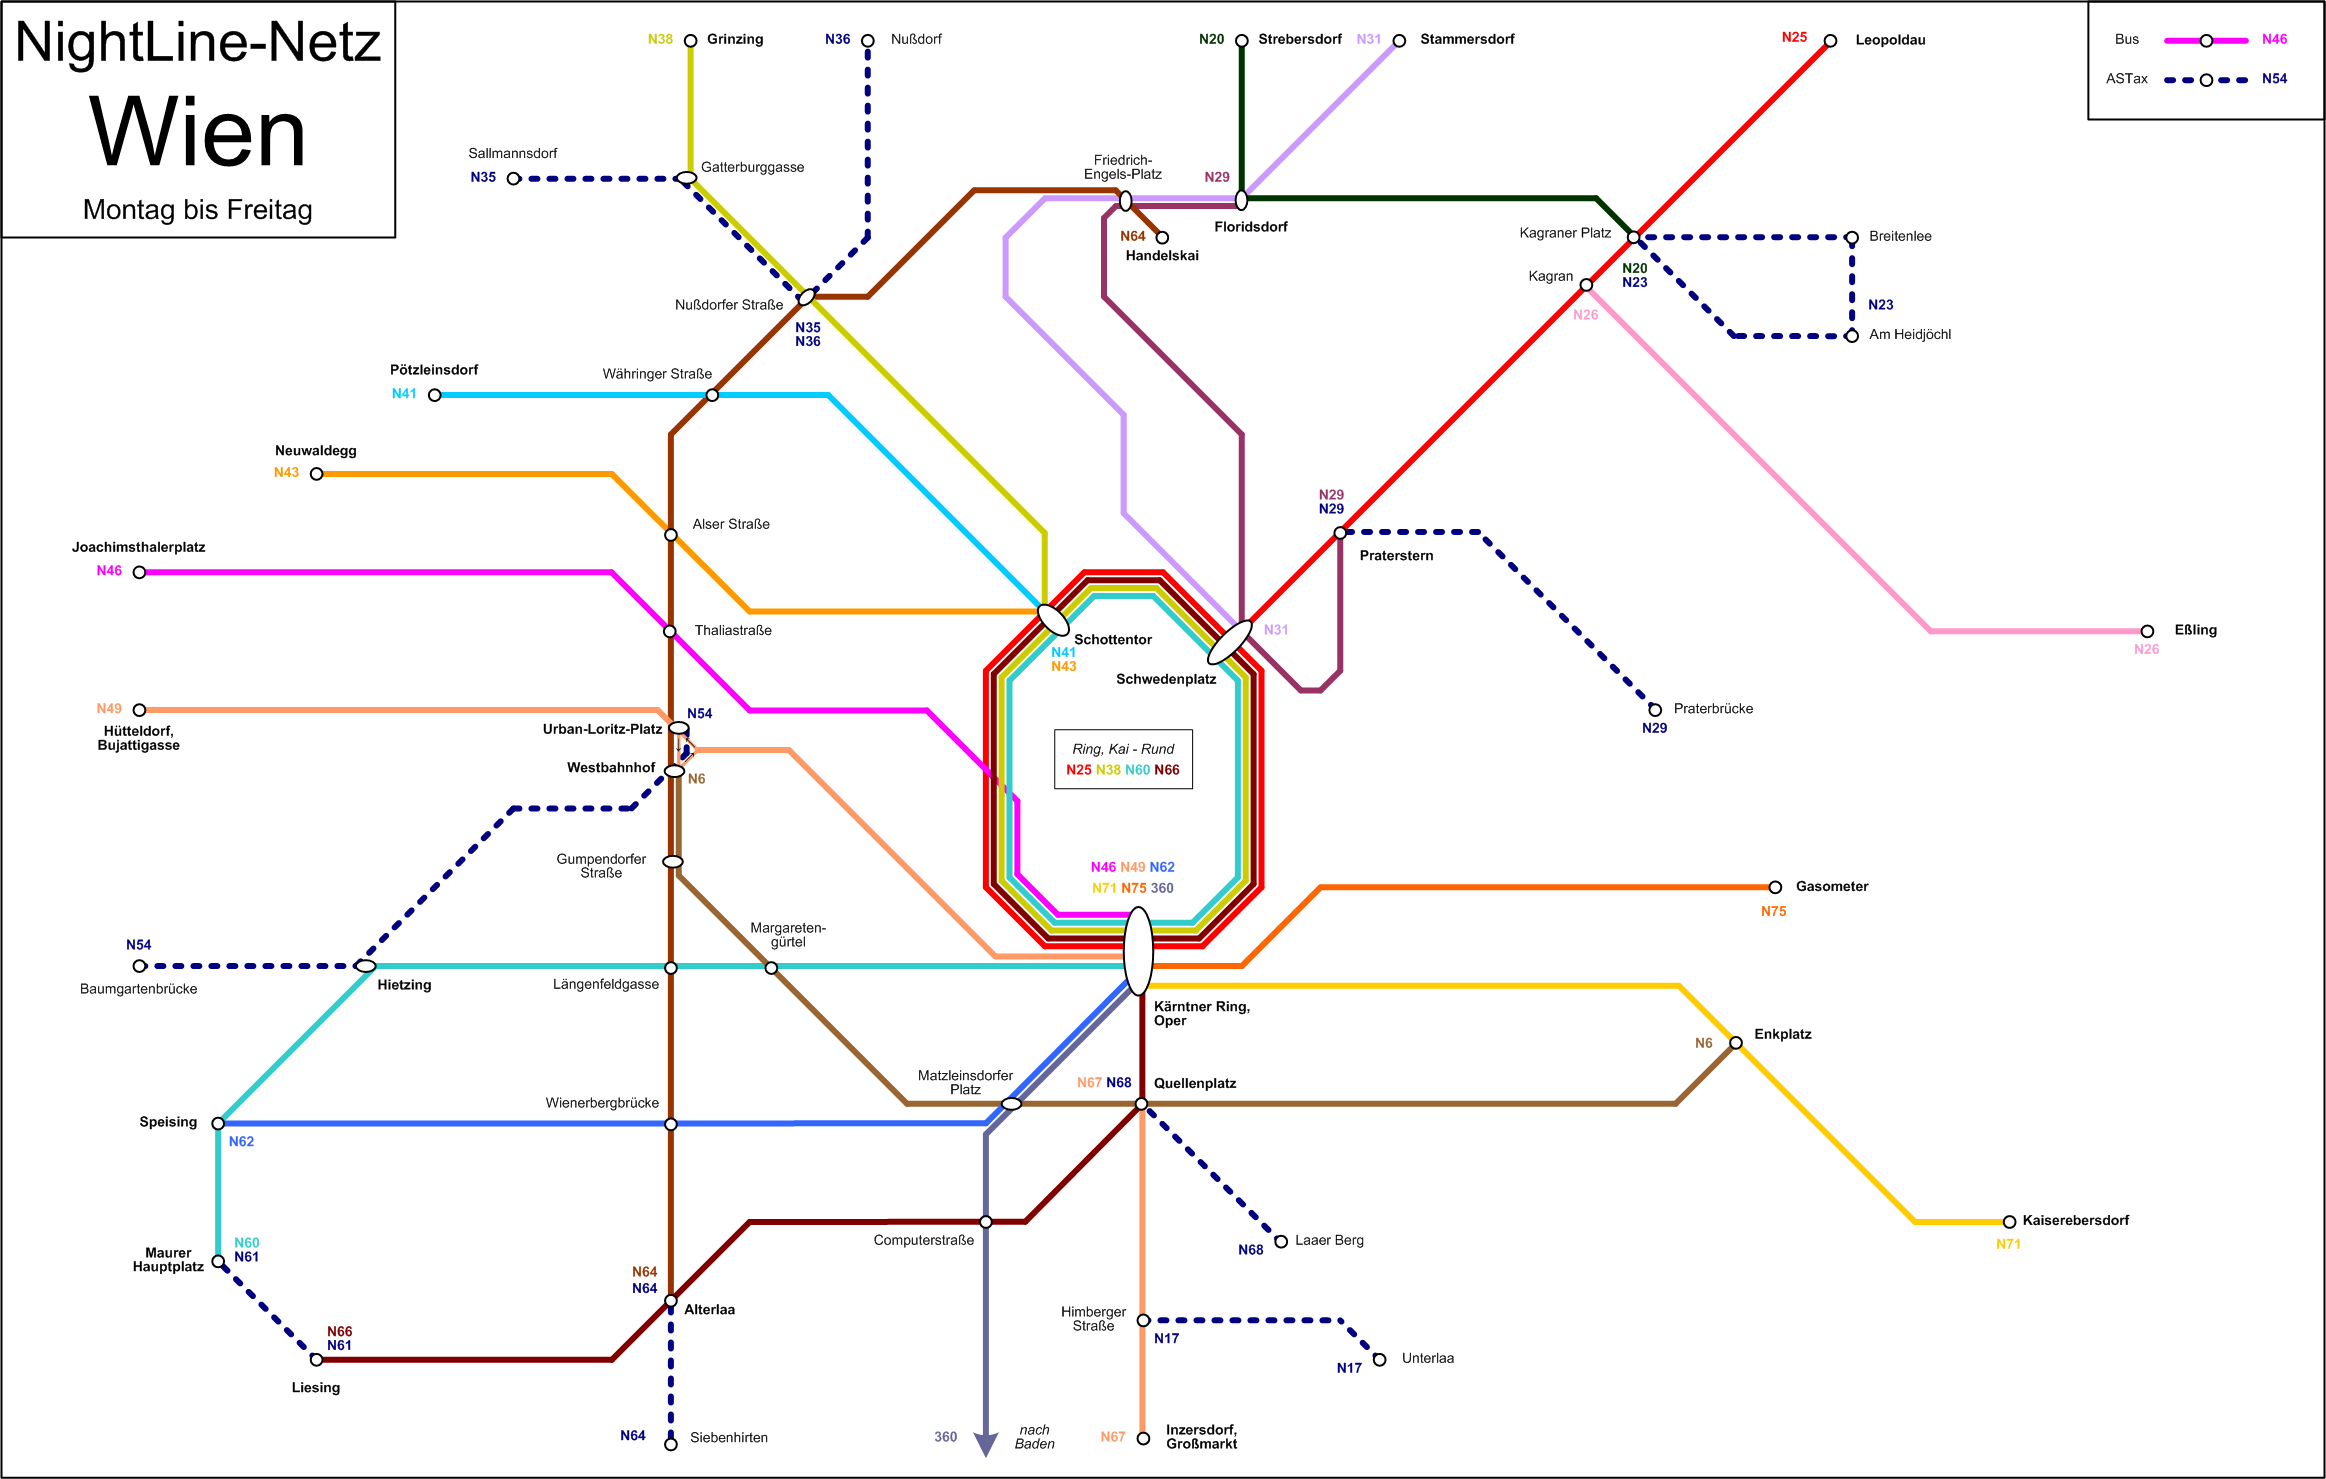 NightLine-Netz
Wien
Montag bis Freitag
Bus N46
ASTax N54
N38 Grinzing
N36 Nußdorf
N20 Strebersdorf
N31 Stammersdorf
N25 Leopoldau
Sallmannsdorf
N35
Gatterburggasse
Friedrich-
Engels-Platz
N29
Floridsdorf
N64
Handelskai
Kagraner Platz
N20
N23
Breitenlee
Kagran
N26
N23
Am Heidjöchl
Nußdorfer Straße
N35
N36
Pötzleinsdorf
N41
Währinger Straße
Neuwaldegg
N43
Alser Straße
N29
N29
Praterstern
Joachimsthalerplatz
N46
Thaliastraße
Schottentor
N41
N43
N31
Schwedenplatz
Eßling
N26
N49
Hütteldorf,
Bujattigasse
Urban-Loritz-Platz
N54
Westbahnhof
N6
Ring, Kai - Rund
N25 N38 N60 N66
Praterbrücke
N29
Gumpendorfer
Straße
N46 N49 N62
N71 N75 360
Gasometer
N75
Margareten-
gürtel
N54
Baumgartenbrücke
Hietzing
Längenfeldgasse
Kärntner Ring,
Oper
Enkplatz
N6
Matzleinsdorfer
Platz
N67 N68
Quellenplatz
Wienerbergbrücke
Speising
N62
Computerstraße
Maurer
Hauptplatz
N60
N61
N68
Laaer Berg
Kaiserebersdorf
N71
N64
N64
Alterlaa
Himberger
Straße
N17
N66
N61
Liesing
N17
Unterlaa
N64
Siebenhirten
360
nach
Baden
N67
Inzersdorf,
Großmarkt